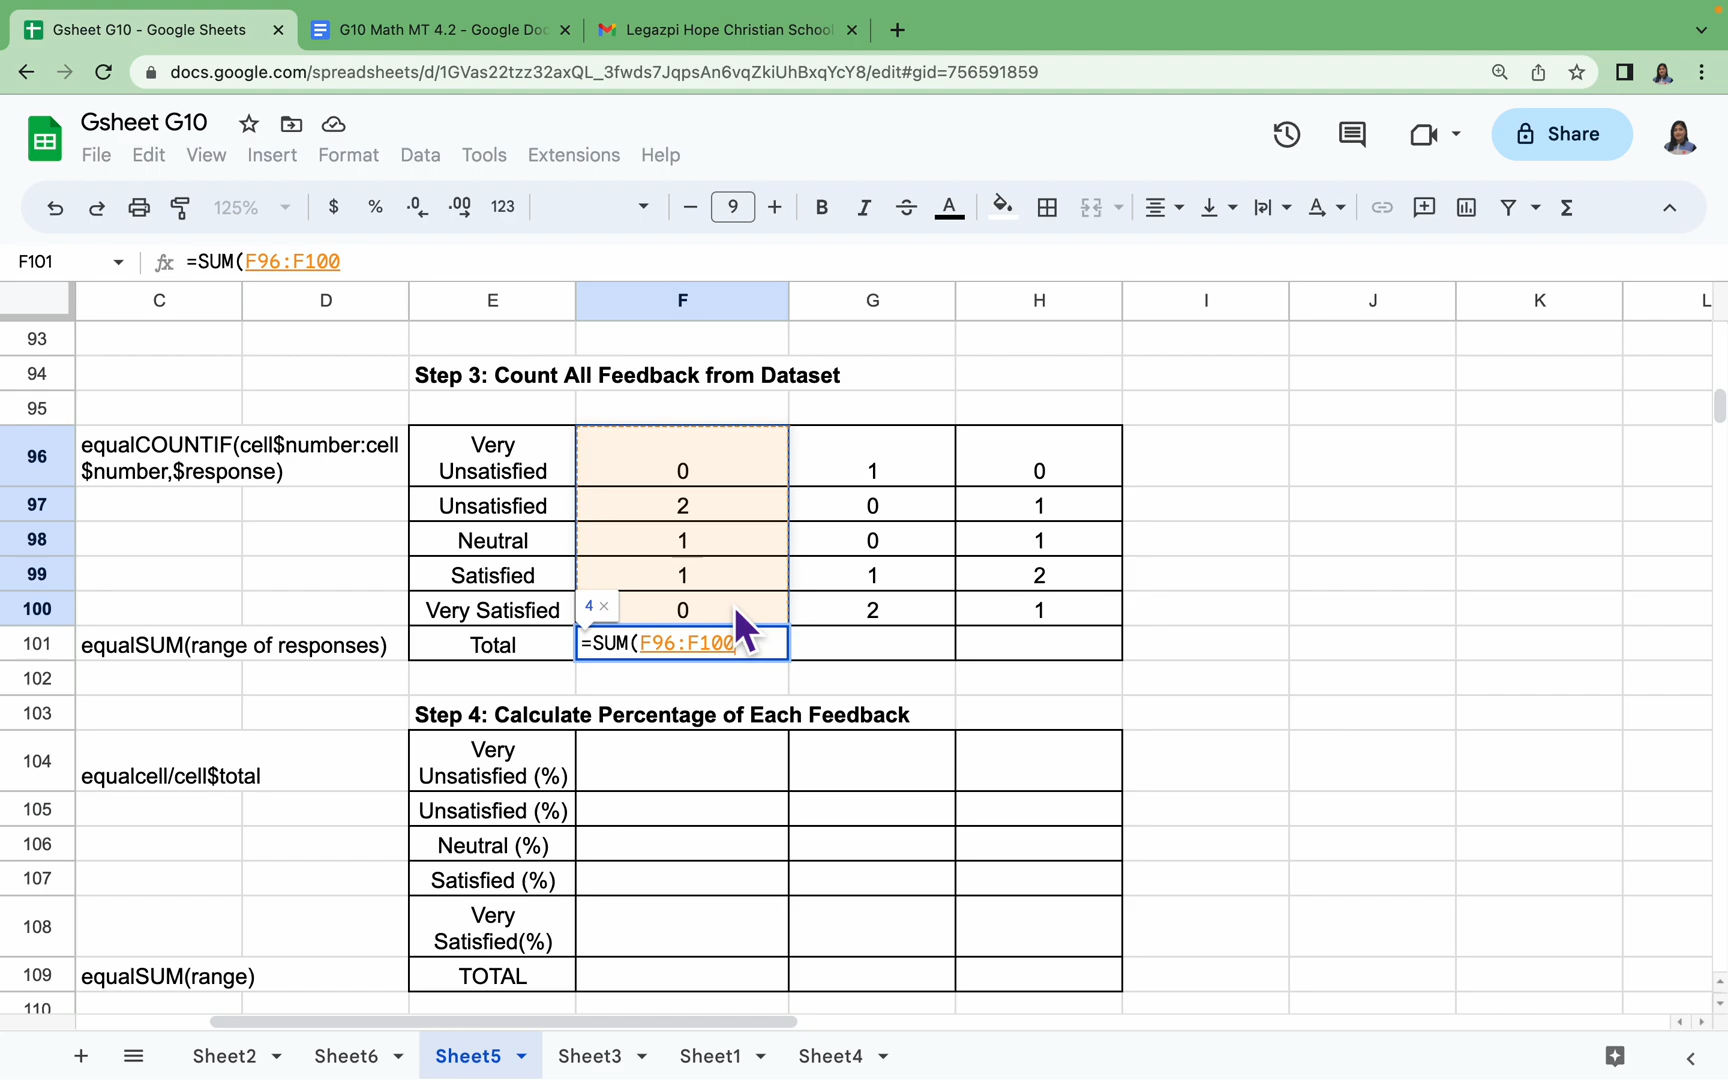 Gsheet G10 - Google Sheets
G10 Math MT 4.2 - Google Doc
Legazpi Hope Christian School
docs.google.com/spreadsheets/d/1GVas22tzz32axQL_3fwds7JqpsAn6vqZkiUhBxqYcY8/edit#gid=756591859
Gsheet G10
Share
File Edit View Insert Format Data Tools Extensions Help
125% $ % .0 .00 123 9 B I A A
F101 fx =SUM(F96:F100
C D E F G H I J K L
93
94 Step 3: Count All Feedback from Dataset
95
96 equalCOUNTIF(cell$number:cell
$number,$response) Very
Unsatisfied 0 1 0
97 Unsatisfied 2 0 1
98 Neutral 1 0 1
99 Satisfied 1 1 2
100 Very Satisfied 4 × 0 2 1
101 equalSUM(range of responses) Total =SUM(F96:F100
102
103 Step 4: Calculate Percentage of Each Feedback
104 equalcell/cell$total Very
Unsatisfied (%)
105 Unsatisfied (%)
106 Neutral (%)
107 Satisfied (%)
108 Very
Satisfied(%)
109 equalSUM(range) TOTAL
110
Sheet2 Sheet6 Sheet5 Sheet3 Sheet1 Sheet4